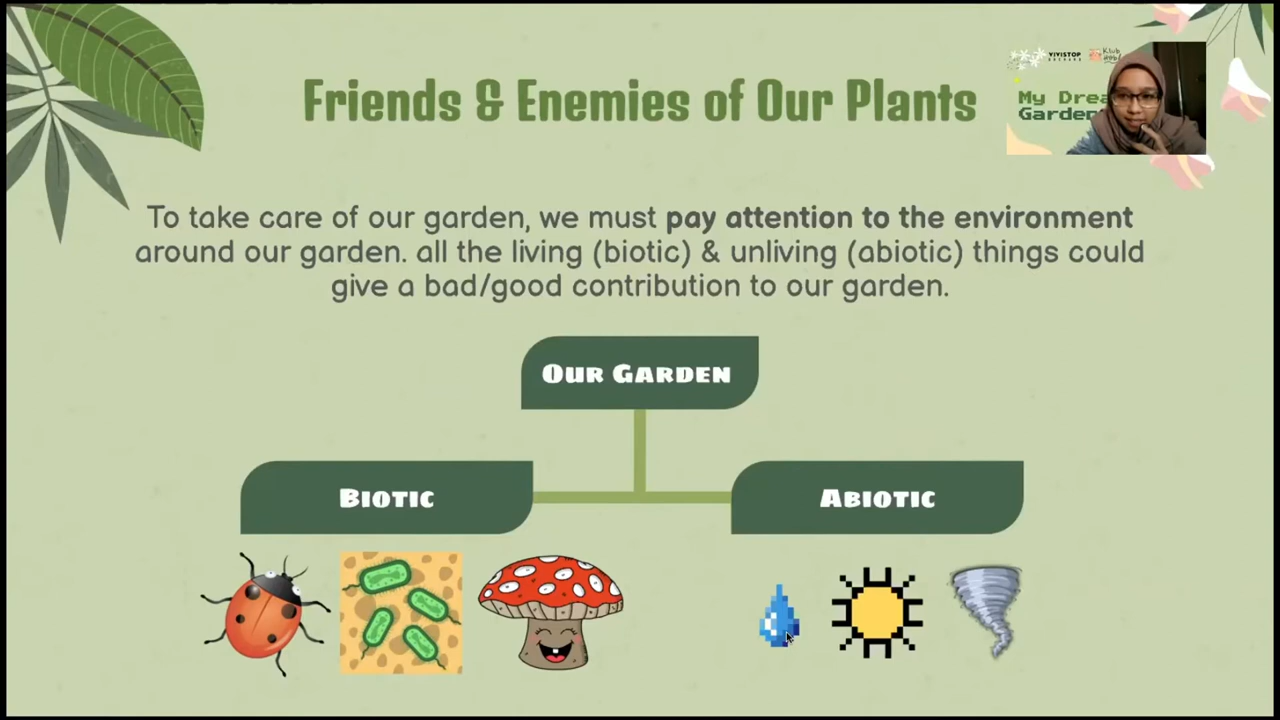 Friends & Enemies of Our Plants
VIVISTOP
Klub
My Drea
Garden
To take care of our garden, we must pay attention to the environment
around our garden. all the living (biotic) & unliving (abiotic) things could
give a bad/good contribution to our garden.
Our Garden
Biotic
Abiotic